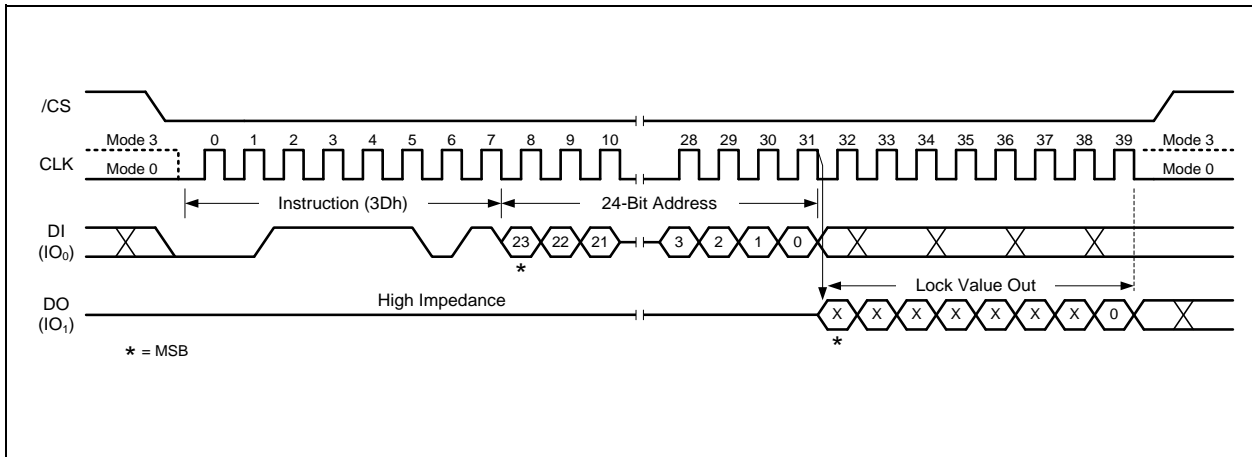 /CS
Mode 3 0 1 2 3 4 5 6 7 8 9 10 28 29 30 31 32 33 34 35 36 37 38 39 Mode 3
CLK Mode 0 Mode 0
Instruction (3Dh) 24-Bit Address
DI
(IO₀) 23 22 21 3 2 1 0
* Lock Value Out
DO High Impedance
(IO₁) X X X X X X X 0
* = MSB *